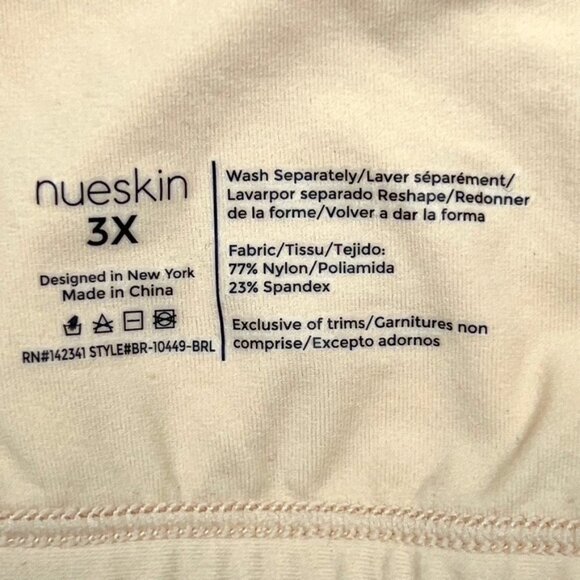 nueskin
3X
Designed in New York
Made in China
RN#142341 STYLE#BR-10449-BRL
Wash Separately/Laver séparément/
Lavarpor separado Reshape/Redonner
de la forme/Volver a dar la forma
Fabric/Tissu/Tejido:
77% Nylon/Poliamida
23% Spandex
Exclusive of trims/Garnitures non
comprise/Excepto adornos